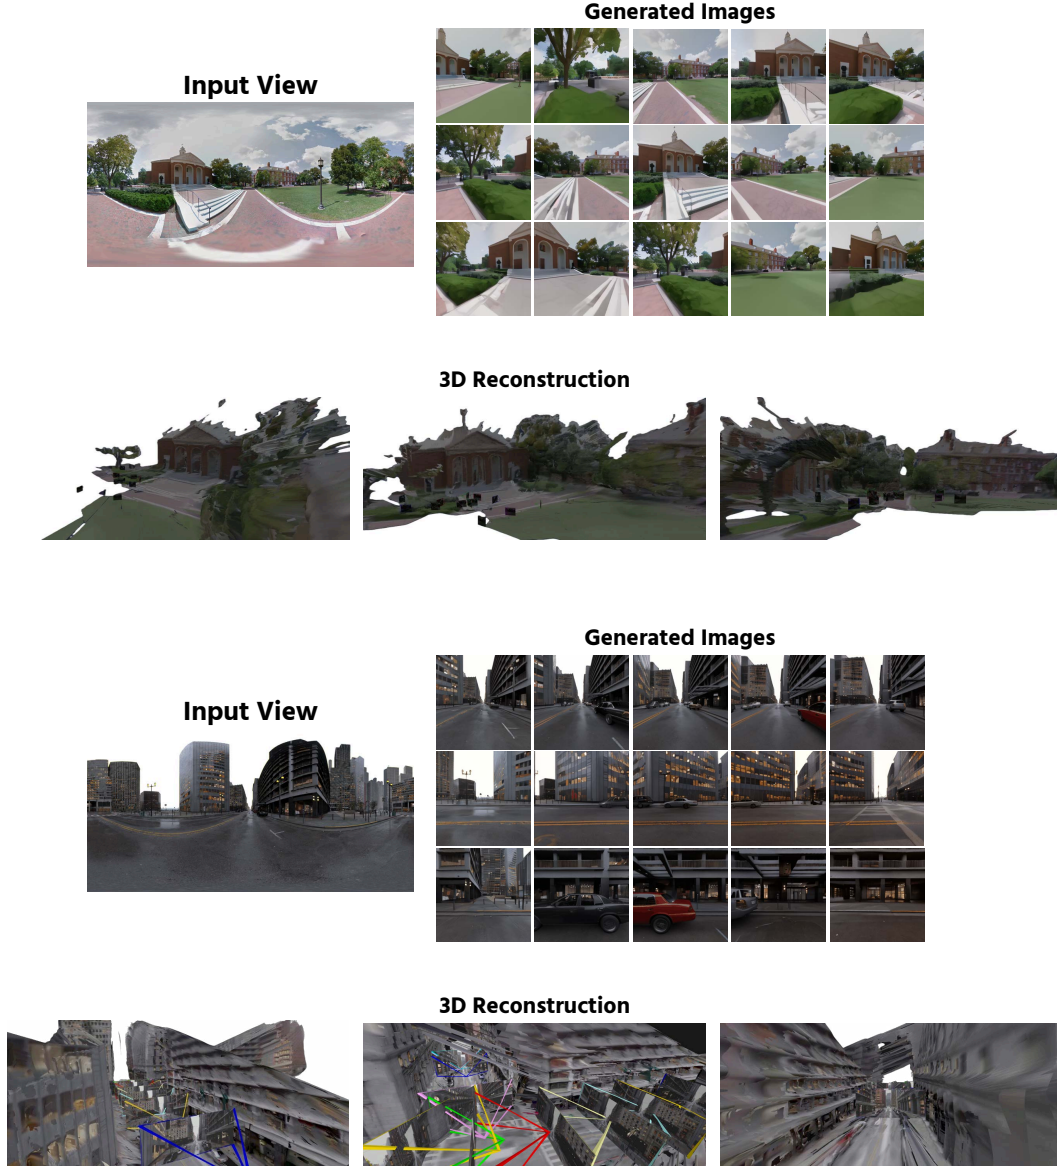 Generated Images
Input View
3D Reconstruction
Generated Images
Input View
3D Reconstruction